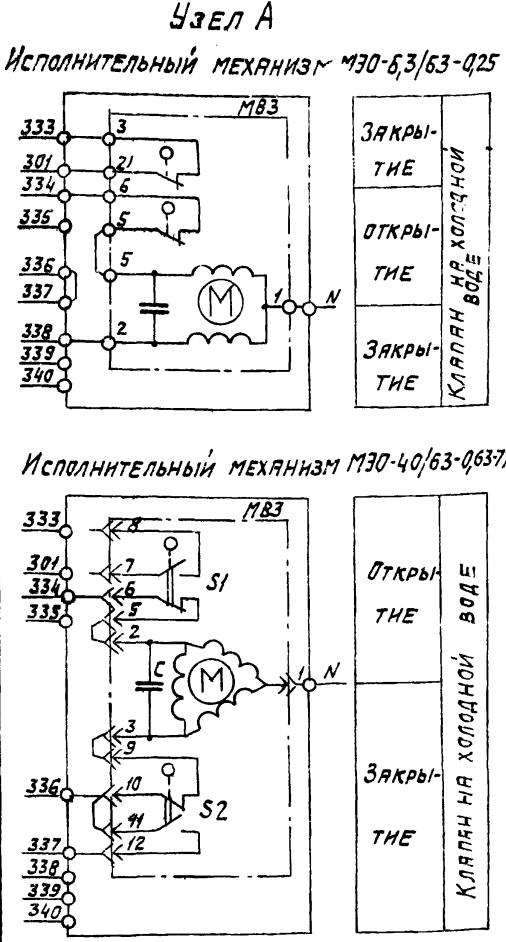 Узел А
Исполнительный механизм МЭО-6,3/63-0,25
МВЗ
333
3
301
21
334
6
335
5
336
5
337
М
1
N
338
2
339
340
Закры-
тие
откры-
тие
Закры-
тие
Клапан на холодной
воде
Исполнительный механизм МЭО-40/63-0,63-7
МВЗ
333
8
301
7
S1
334
6
335
5
2
С
М
1
N
3
9
336
10
S2
11
337
12
338
339
340
Откры-
тие
Закры-
тие
Клапан на холодной воде